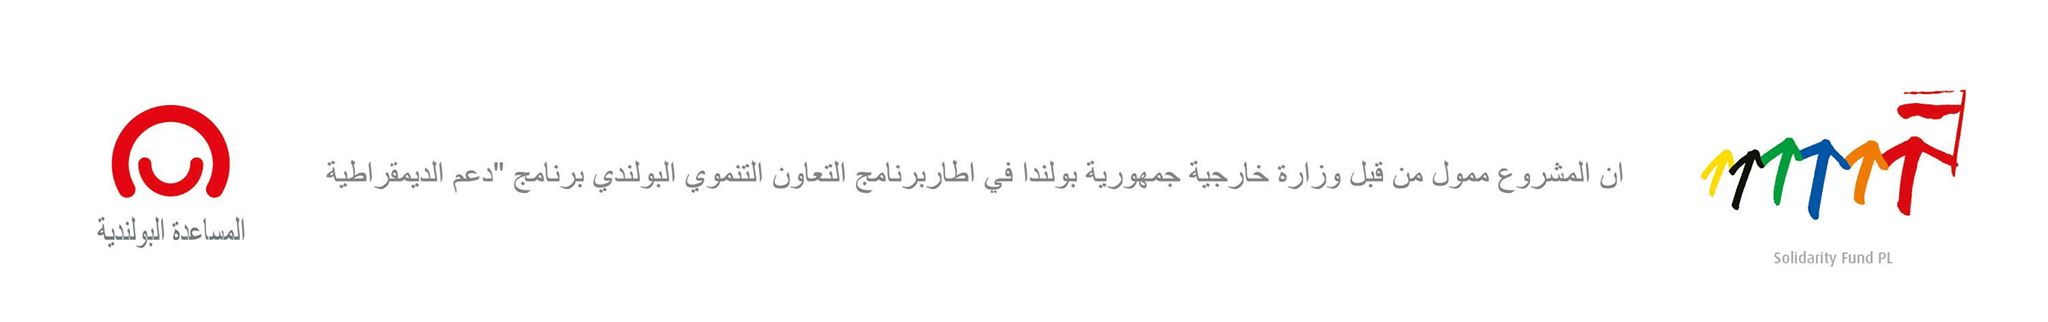 ان المشروع ممول من قبل وزارة خارجية جمهورية بولندا في اطاربرنامج التعاون التنموي البولندي برنامج "دعم الديمقراطية
المساعدة البولندية
Solidarity Fund PL